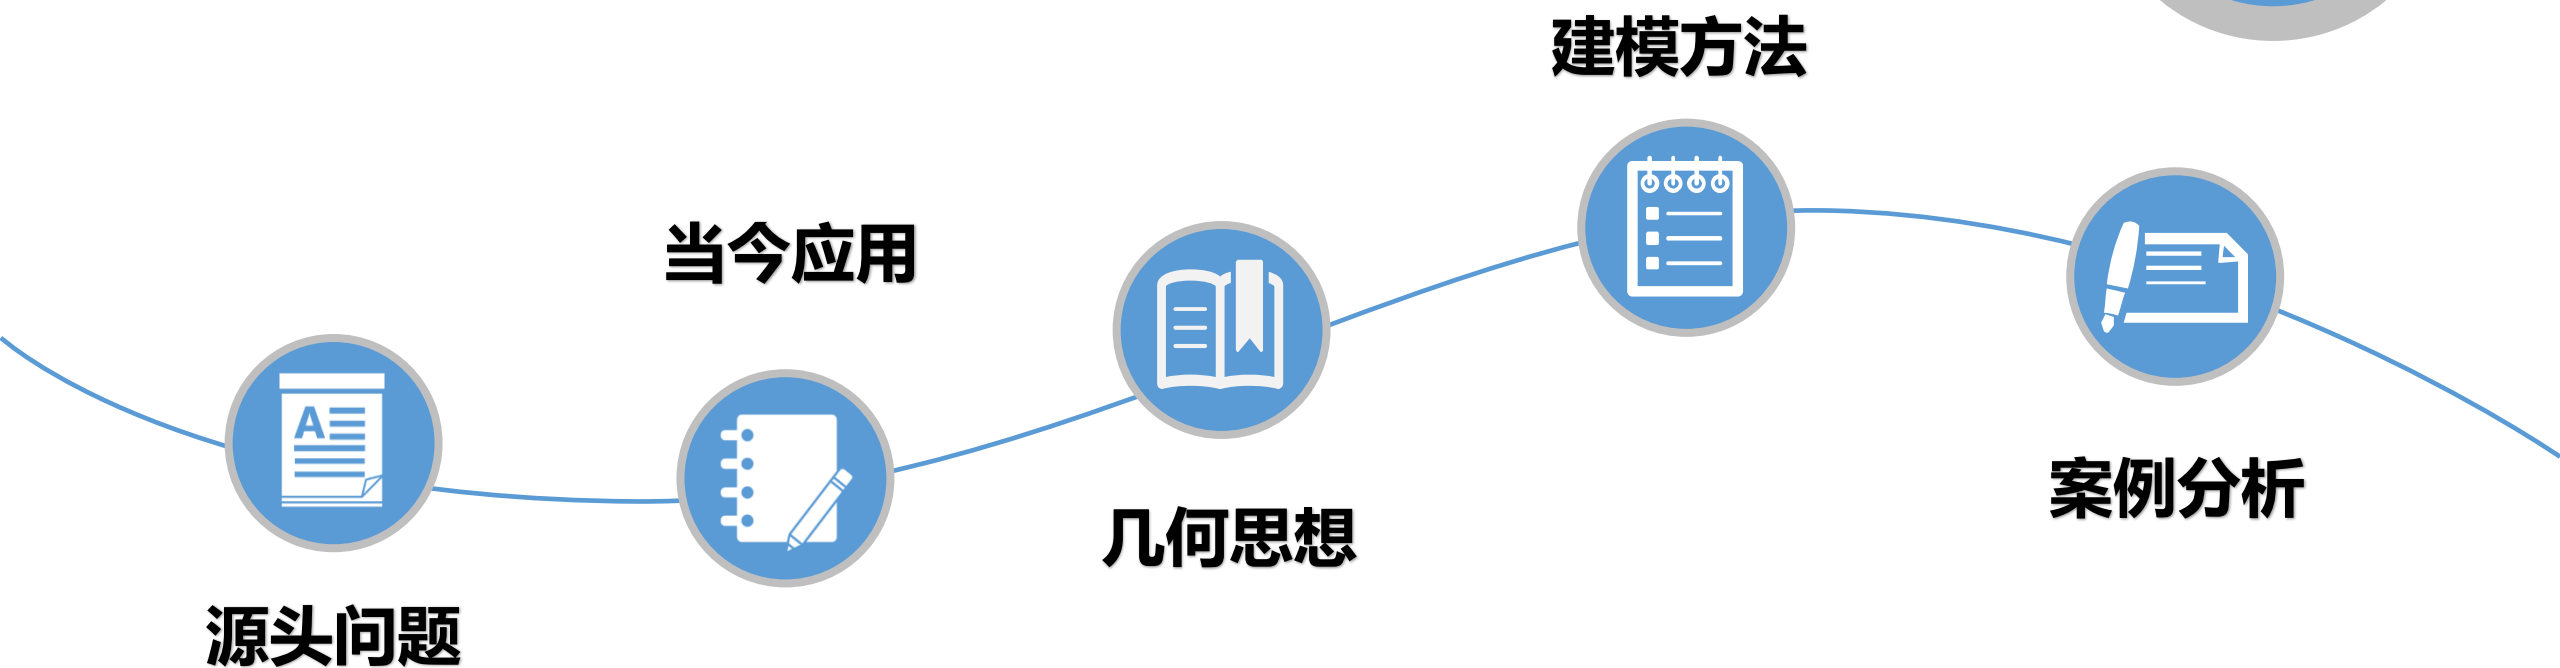 源头问题
当今应用
几何思想
建模方法
案例分析
A